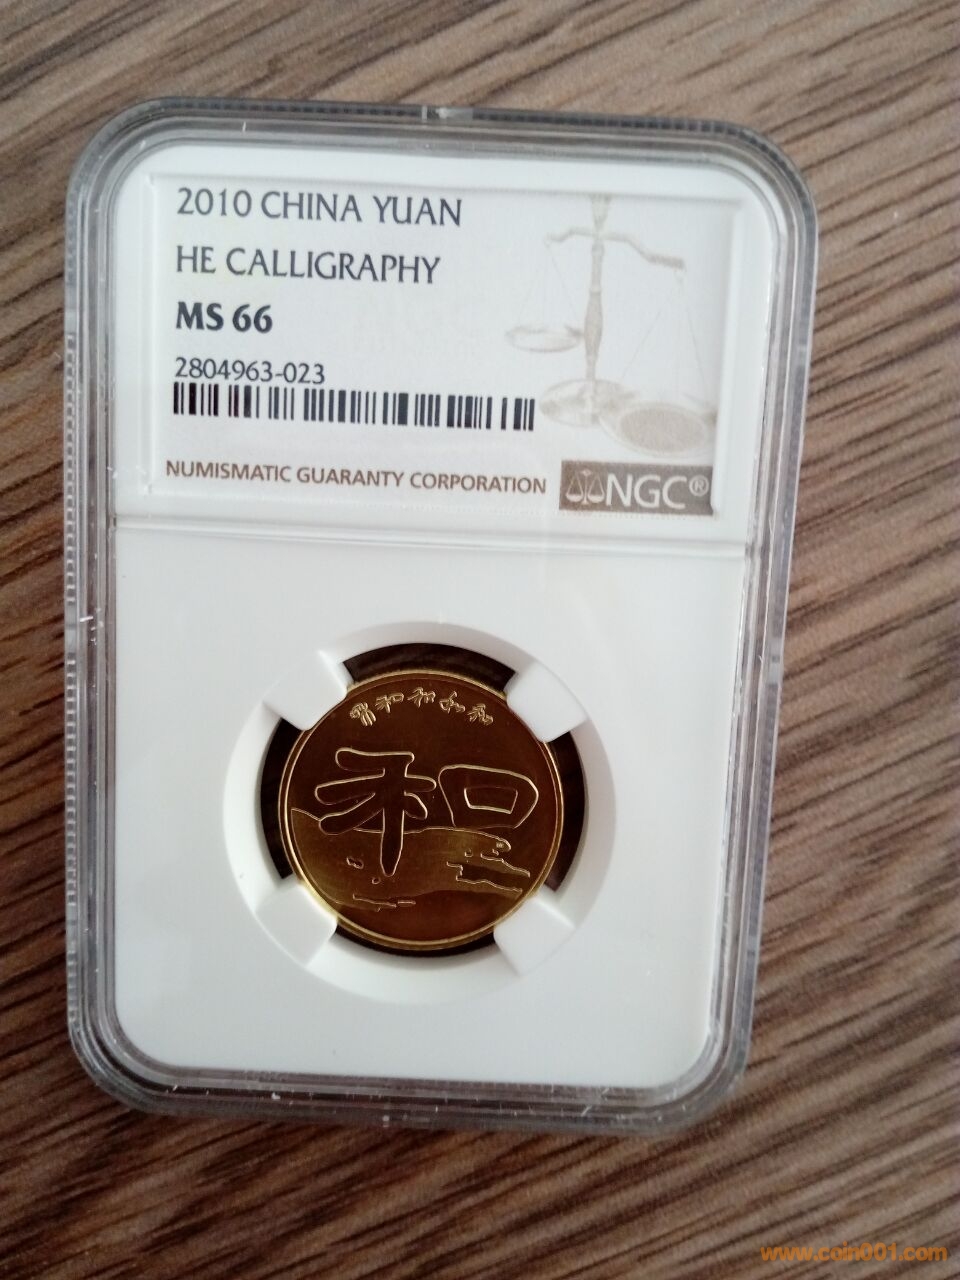 2010 CHINA YUAN
HE CALLIGRAPHY
MS 66
2804963-023
NUMISMATIC GUARANTY CORPORATION
NGC®
和
www.coin001.com